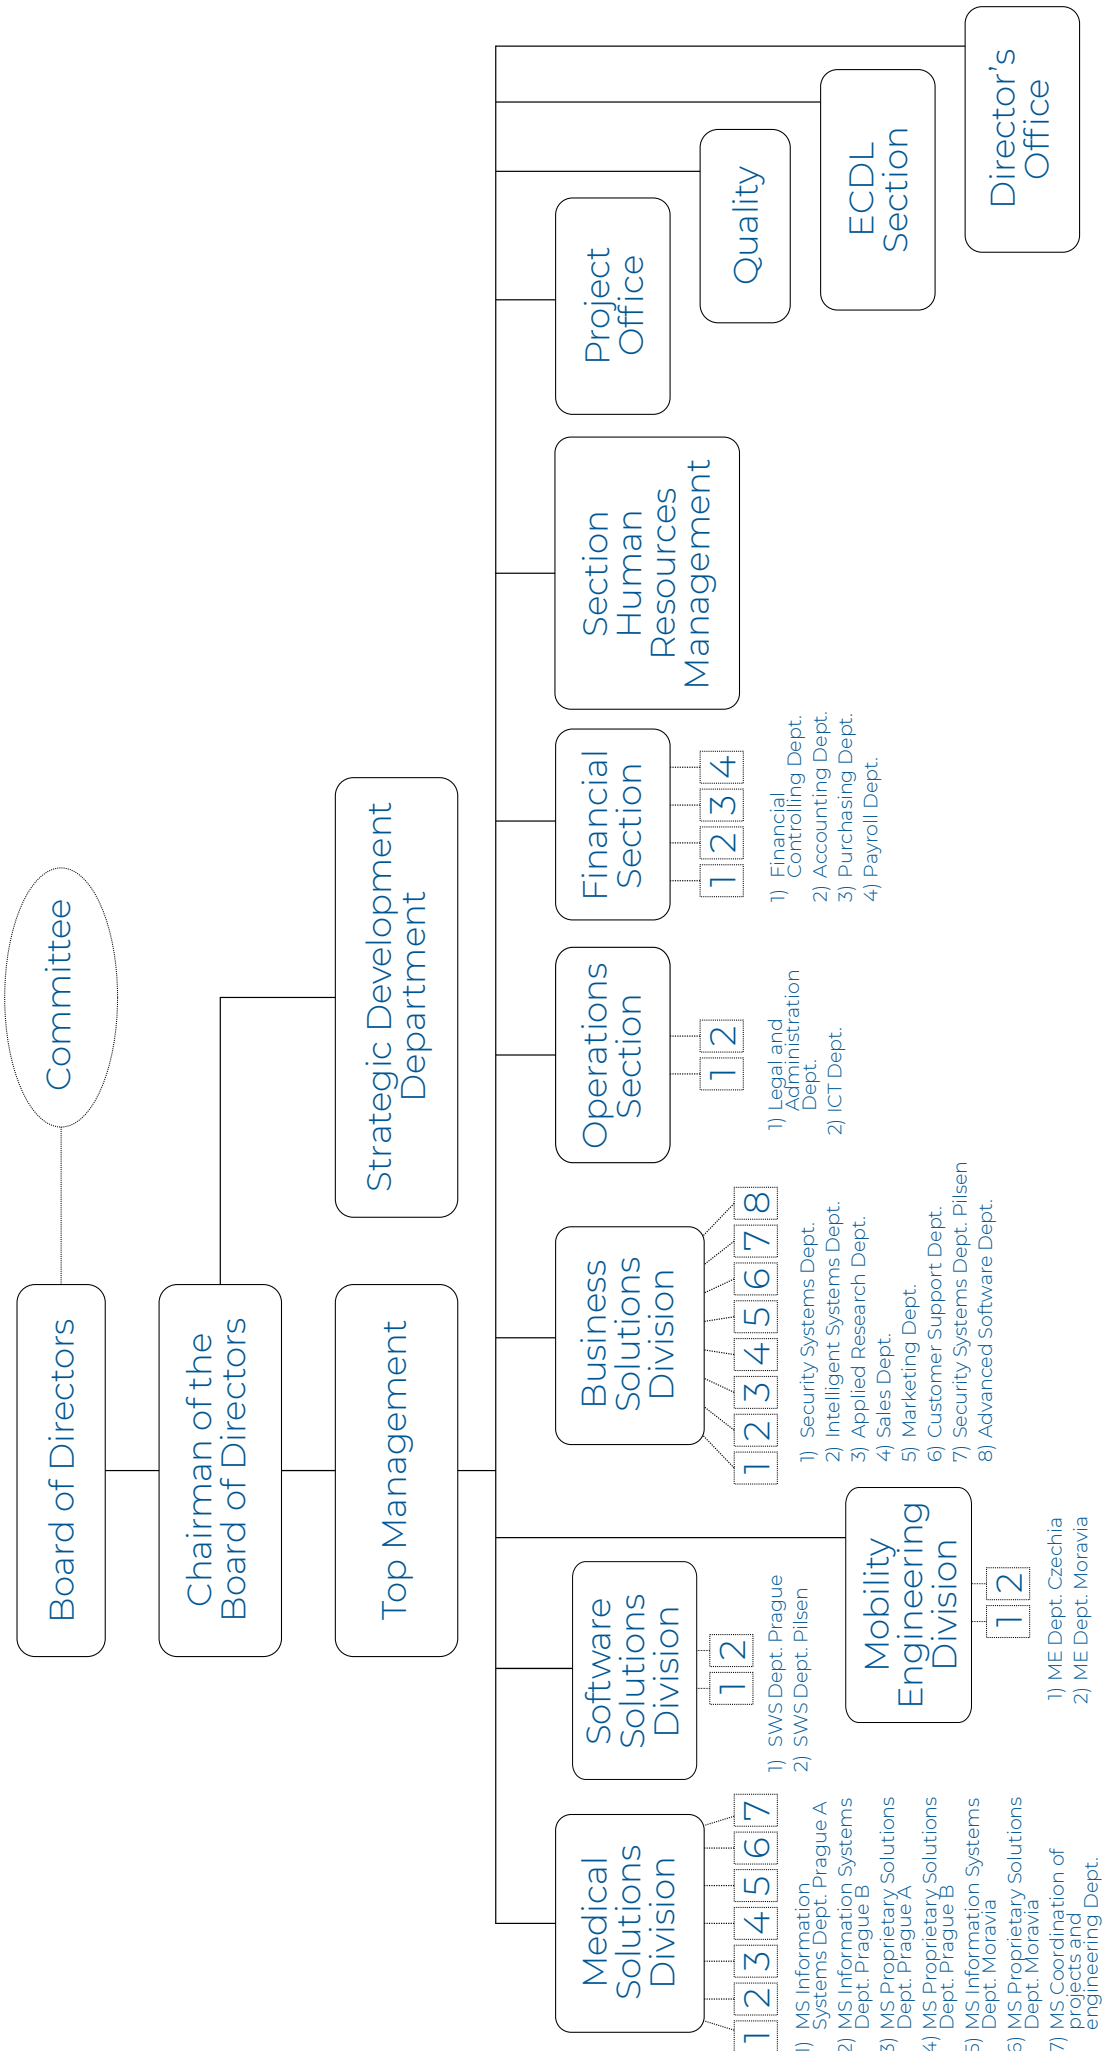 Board of Directors
Committee
Chairman of the
Board of Directors
Top Management
Strategic Development
Department
Medical
Solutions
Division
1 2 3 4 5 6 7
1) MS Information
Systems Dept. Prague A
2) MS Information Systems
Dept. Prague B
3) MS Proprietary Solutions
Dept. Prague A
4) MS Proprietary Solutions
Dept. Prague B
5) MS Information Systems
Dept. Moravia
6) MS Proprietary Solutions
Dept. Moravia
7) MS Coordination of
projects and
engineering Dept.
Software
Solutions
Division
1 2
1) SWS Dept. Prague
2) SWS Dept. Pilsen
Mobility
Engineering
Division
1 2
1) ME Dept. Czechia
2) ME Dept. Moravia
Business
Solutions
Division
1 2 3 4 5 6 7 8
1) Security Systems Dept.
2) Intelligent Systems Dept.
3) Applied Research Dept.
4) Sales Dept.
5) Marketing Dept.
6) Customer Support Dept.
7) Security Systems Dept. Pilsen
8) Advanced Software Dept.
Operations
Section
1 2
1) Legal and
Administration
Dept.
2) ICT Dept.
Financial
Section
1 2 3 4
1) Financial
Controlling Dept.
2) Accounting Dept.
3) Purchasing Dept.
4) Payroll Dept.
Section
Human
Resources
Management
Project
Office
Quality
ECDL
Section
Director's
Office